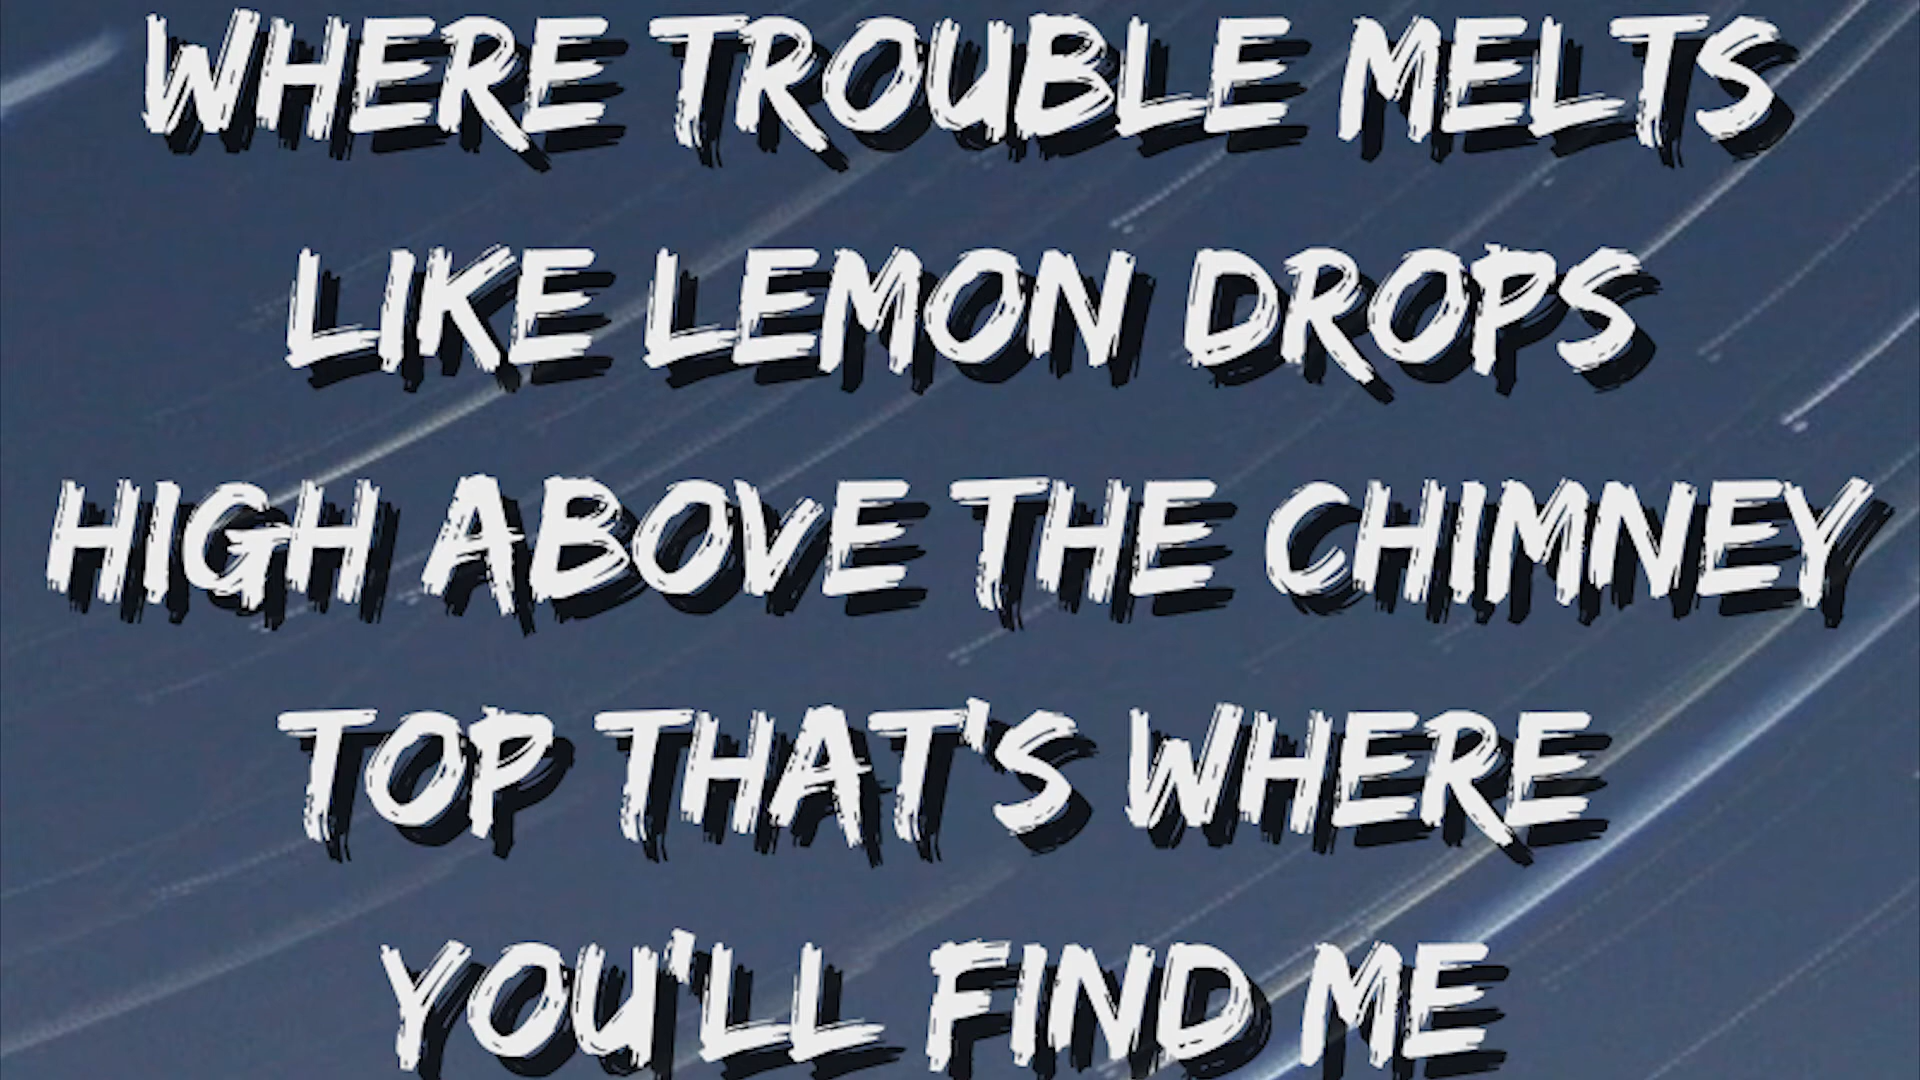 WHERE TROUBLE MELTS
LIKE LEMON DROPS
HIGH ABOVE THE CHIMNEY
TOP THAT'S WHERE
YOU'LL FIND ME